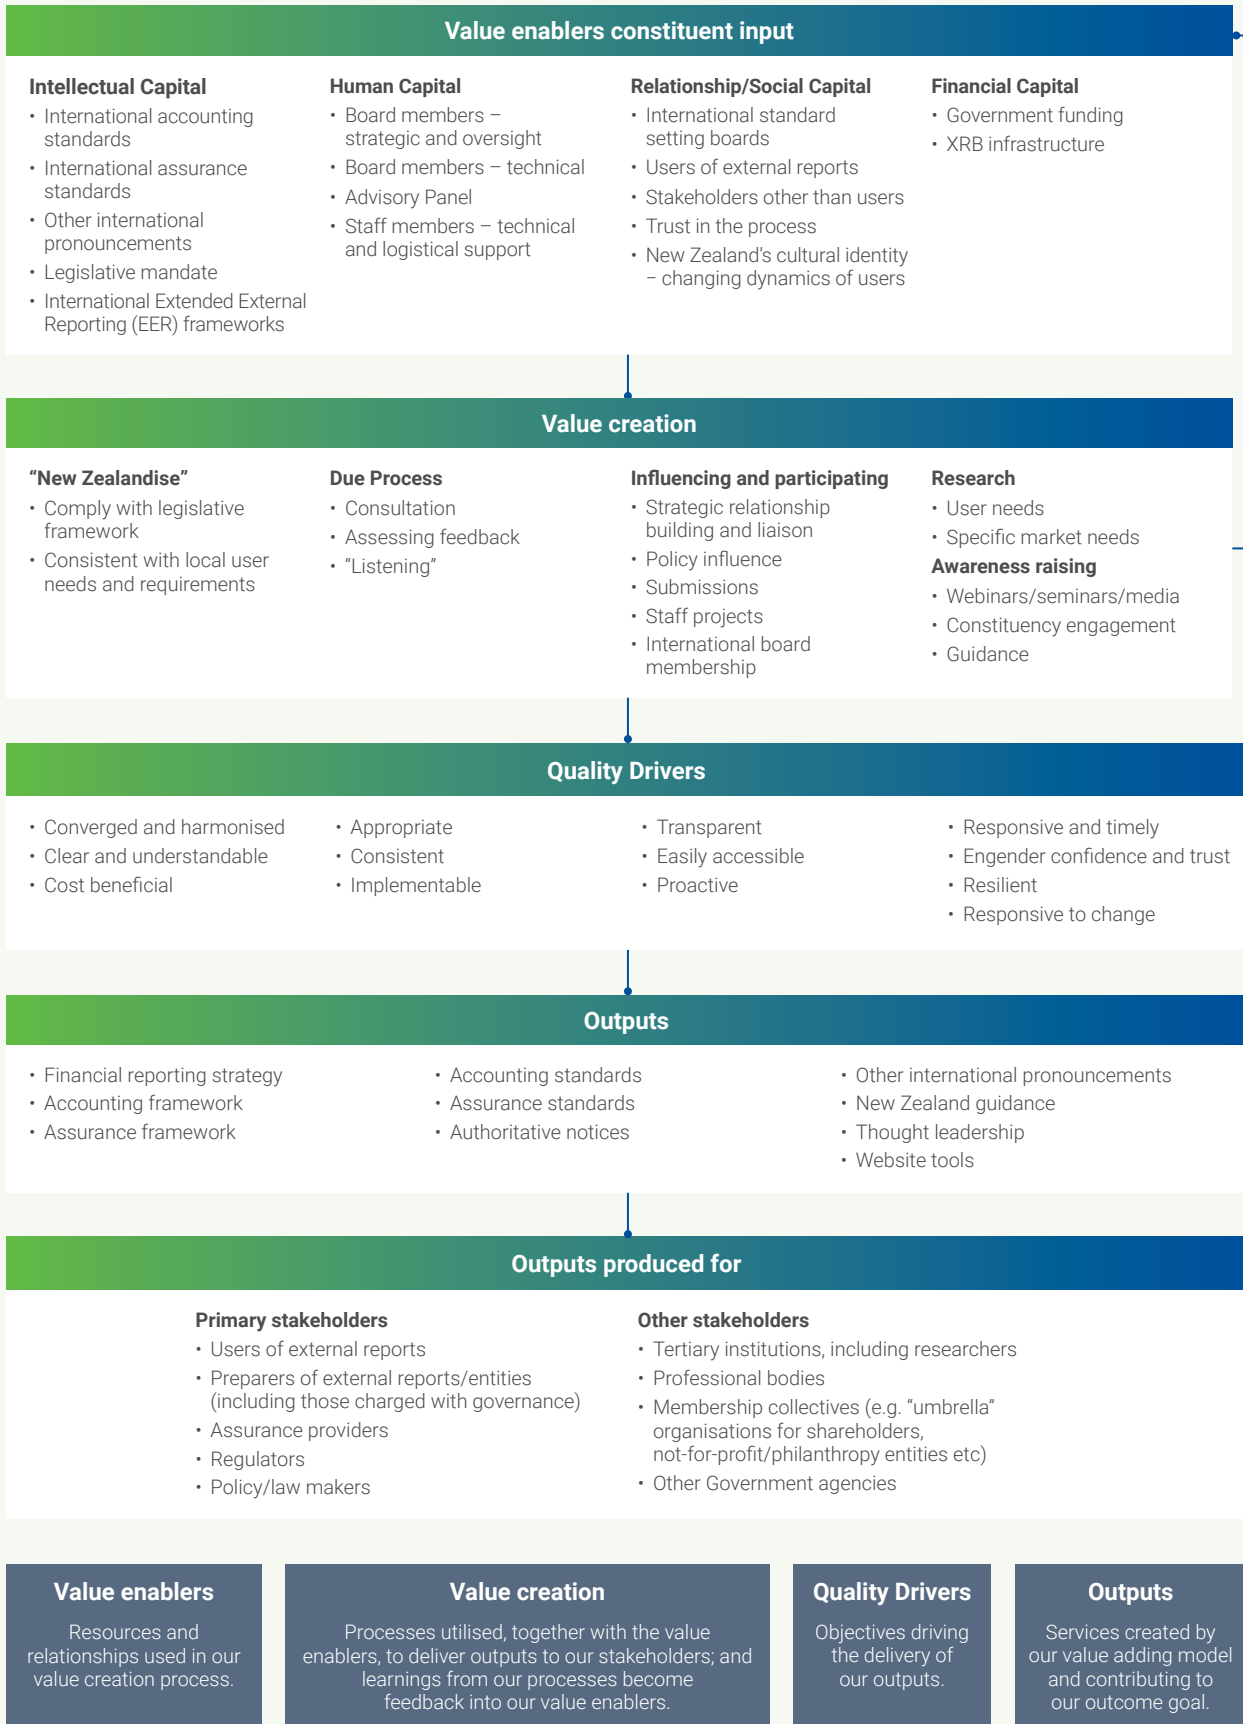 Value enablers constituent input
Intellectual Capital
• International accounting
standards
• International assurance
standards
• Other international
pronouncements
• Legislative mandate
• International Extended External
Reporting (EER) frameworks
Human Capital
• Board members –
strategic and oversight
• Board members – technical
• Advisory Panel
• Staff members – technical
and logistical support
Relationship/Social Capital
• International standard
setting boards
• Users of external reports
• Stakeholders other than users
• Trust in the process
• New Zealand’s cultural identity
– changing dynamics of users
Financial Capital
• Government funding
• XRB infrastructure
Value creation
“New Zealandise”
• Comply with legislative
framework
• Consistent with local user
needs and requirements
Due Process
• Consultation
• Assessing feedback
• “Listening”
Influencing and participating
• Strategic relationship
building and liaison
• Policy influence
• Submissions
• Staff projects
• International board
membership
Research
• User needs
• Specific market needs
Awareness raising
• Webinars/seminars/media
• Constituency engagement
• Guidance
Quality Drivers
• Converged and harmonised
• Clear and understandable
• Cost beneficial
• Appropriate
• Consistent
• Implementable
• Transparent
• Easily accessible
• Proactive
• Responsive and timely
• Engender confidence and trust
• Resilient
• Responsive to change
Outputs
• Financial reporting strategy
• Accounting framework
• Assurance framework
• Accounting standards
• Assurance standards
• Authoritative notices
• Other international pronouncements
• New Zealand guidance
• Thought leadership
• Website tools
Outputs produced for
Primary stakeholders
• Users of external reports
• Preparers of external reports/entities
(including those charged with governance)
• Assurance providers
• Regulators
• Policy/law makers
Other stakeholders
• Tertiary institutions, including researchers
• Professional bodies
• Membership collectives (e.g. “umbrella”
organisations for shareholders,
not-for-profit/philanthropy entities etc)
• Other Government agencies
Value enablers
Resources and
relationships used in our
value creation process.
Value creation
Processes utilised, together with the value
enablers, to deliver outputs to our stakeholders; and
learnings from our processes become
feedback into our value enablers.
Quality Drivers
Objectives driving
the delivery of
our outputs.
Outputs
Services created by
our value adding model
and contributing to
our outcome goal.